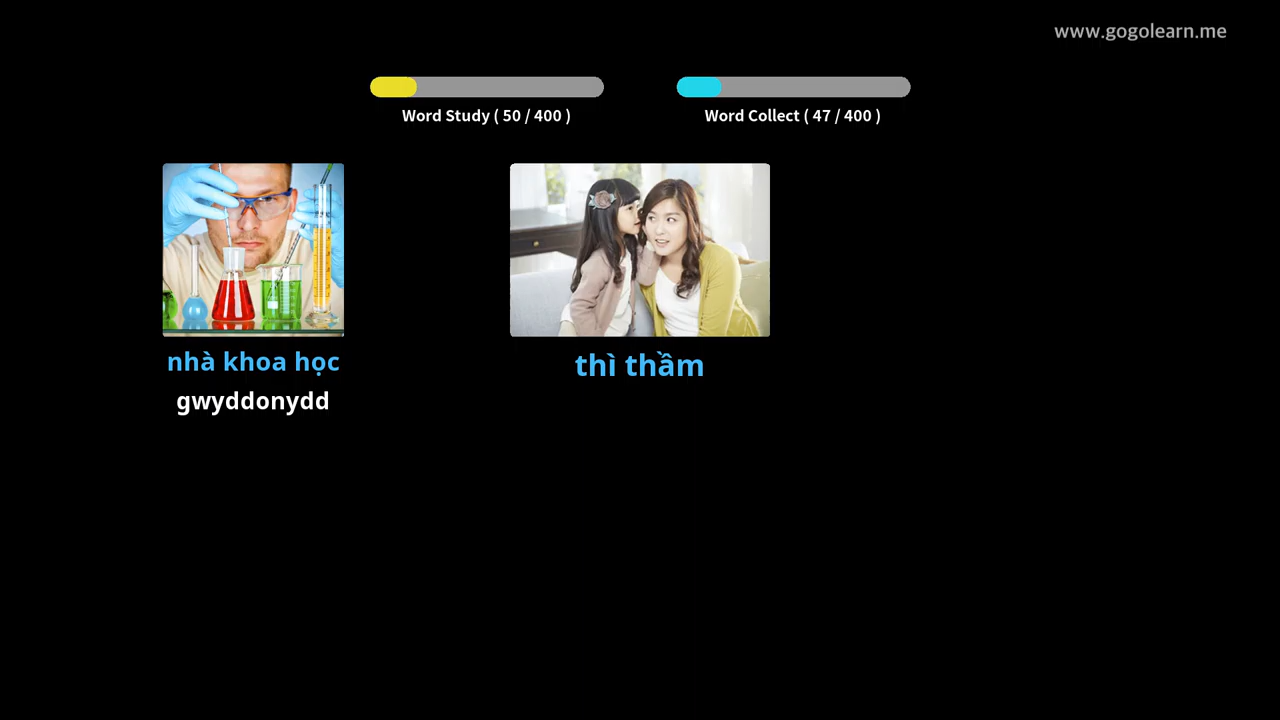 www.gogolearn.me
Word Study ( 50 / 400 )
Word Collect ( 47 / 400 )
nhà khoa học
gwyddonydd
thì thầm